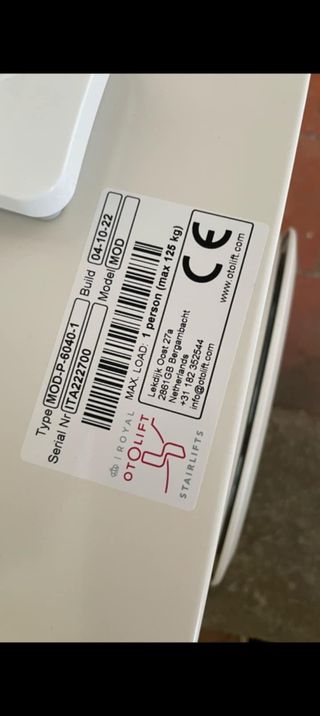 Type MOD-P-6040-1 Build 04-10-22
Serial Nr ITA222700 Model MOD
MAX. LOAD: 1 person (max 125 kg)
ROYAL
OTOLIFT
STAIRLIFTS
Lekdijk Oost 27a
2861GB Bergambacht
Netherlands
+31 182 352544
info@otolift.com
CE
www.otolift.com